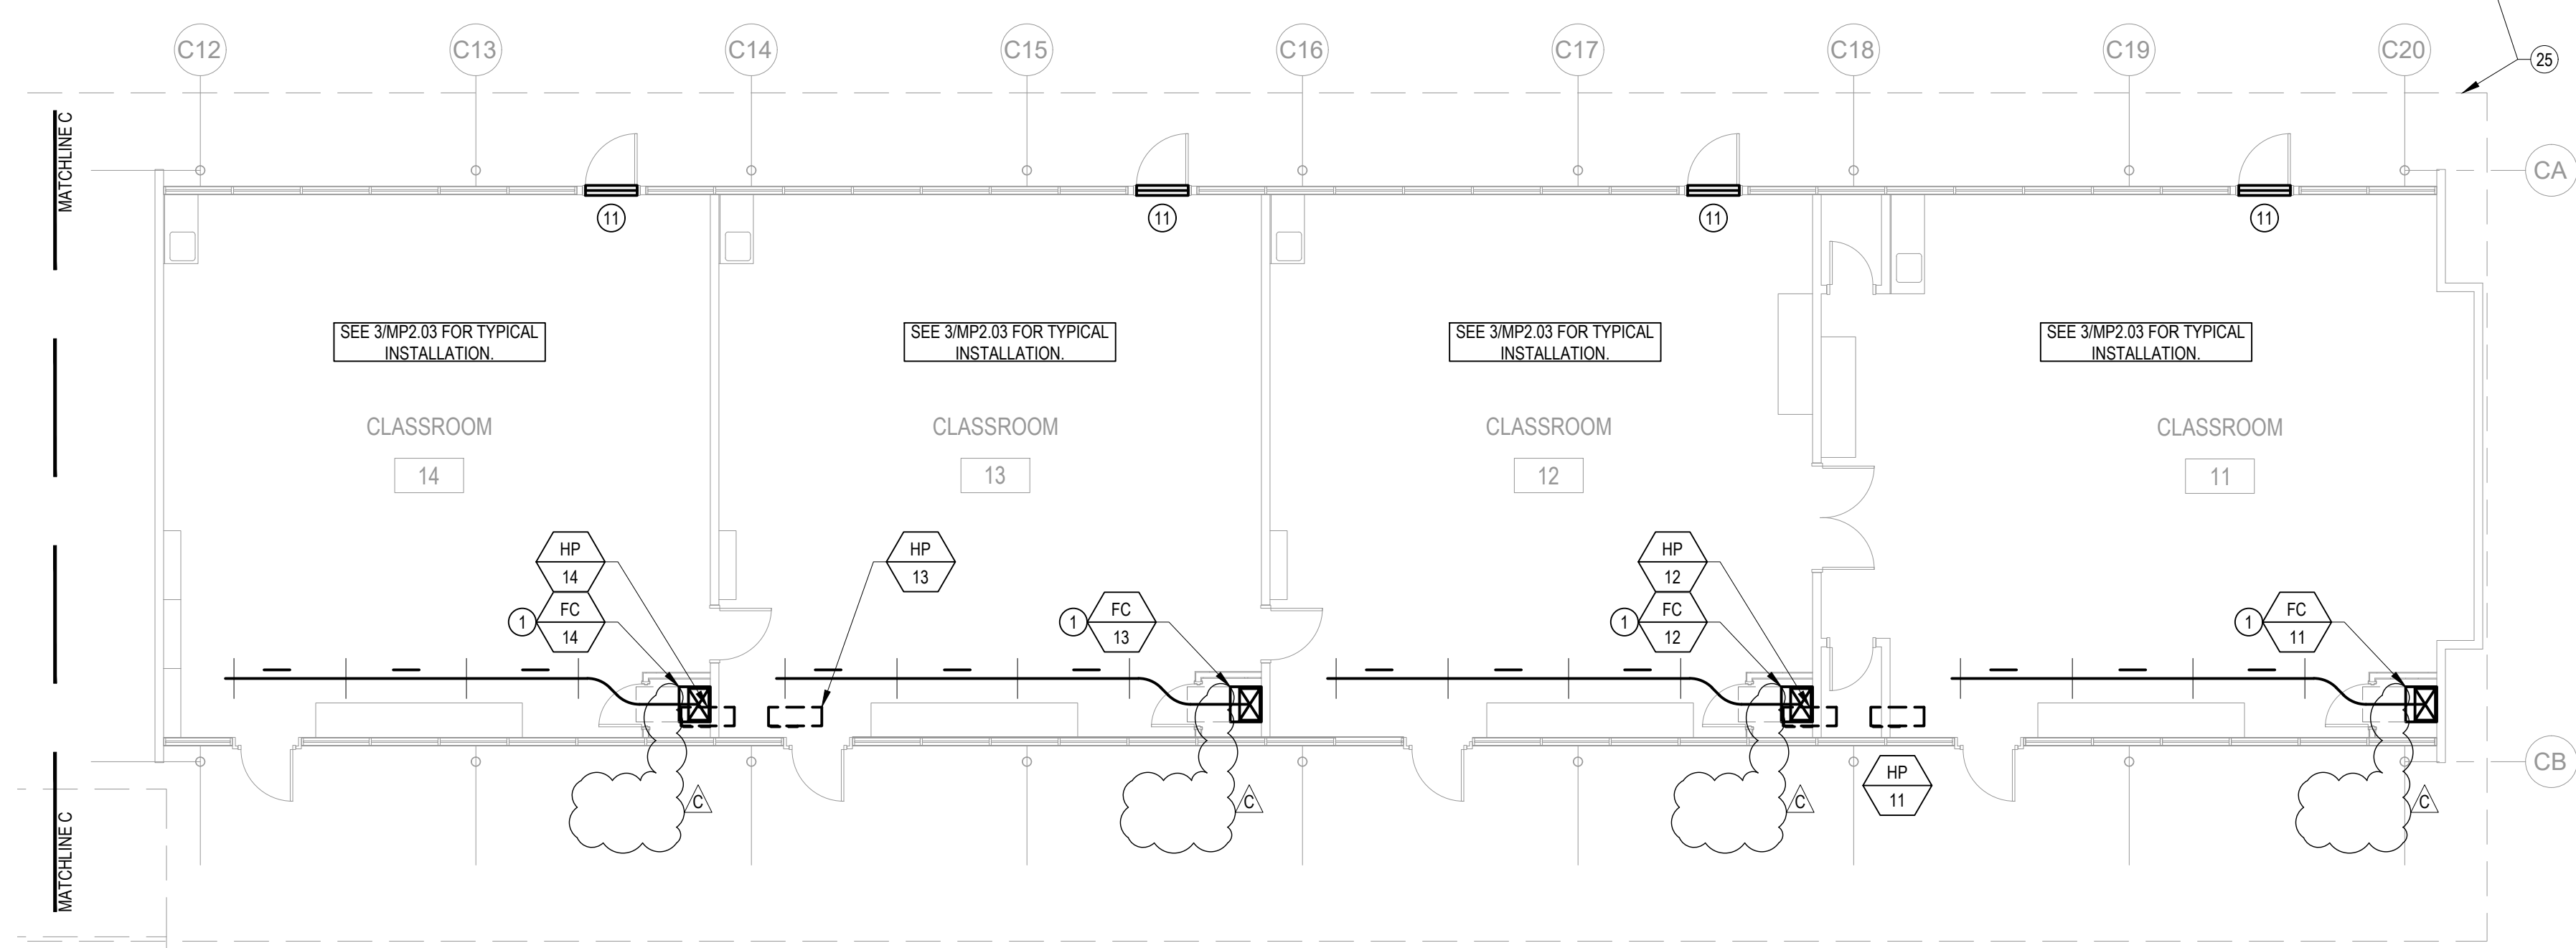 C12
C13
C14
C15
C16
C17
C18
C19
C20
25
MATCHLINE C
CA
11
11
11
11
SEE 3/MP2.03 FOR TYPICAL
INSTALLATION.
SEE 3/MP2.03 FOR TYPICAL
INSTALLATION.
SEE 3/MP2.03 FOR TYPICAL
INSTALLATION.
SEE 3/MP2.03 FOR TYPICAL
INSTALLATION.
CLASSROOM
14
CLASSROOM
13
CLASSROOM
12
CLASSROOM
11
HP
14
1
FC
14
HP
13
1
FC
13
HP
12
1
FC
12
1
FC
11
CB
HP
11
C
C
C
C
MATCHLINE C